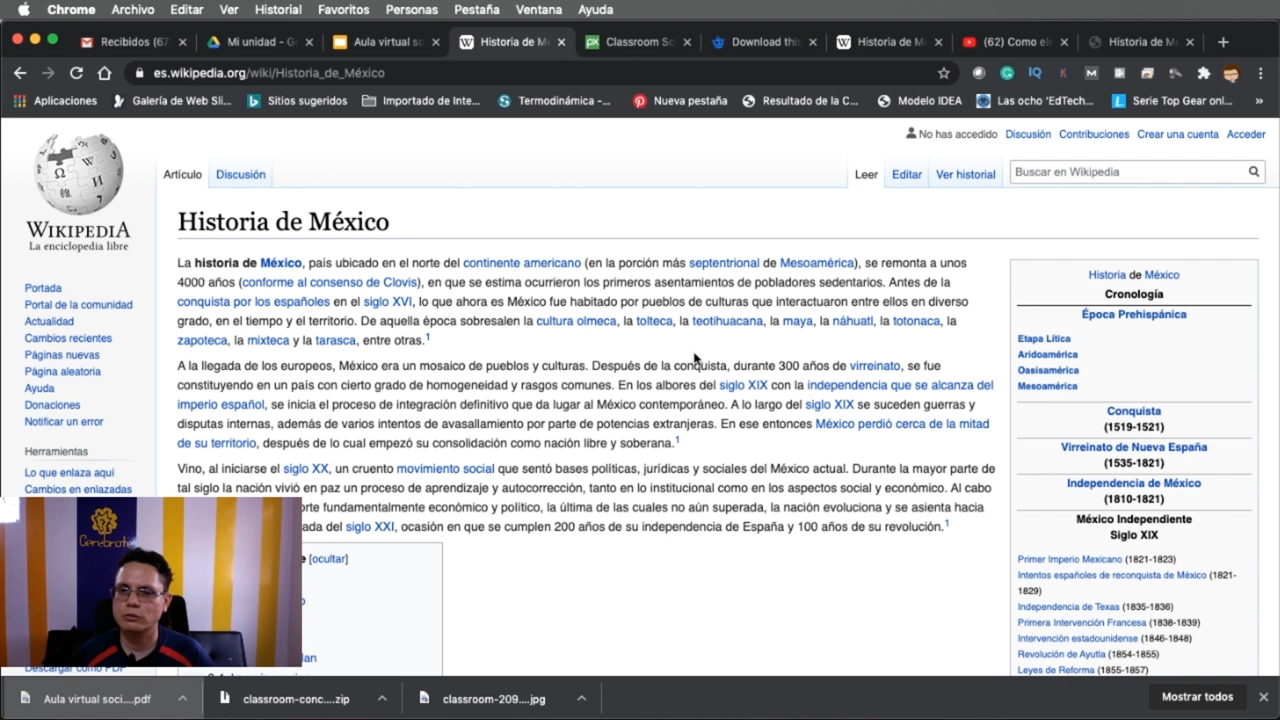 Chrome Archivo Editar Ver Historial Favoritos Personas Pestaña Ventana Ayuda
Recibidos (67 Mi unidad - G Aula virtual so Historia de M Classroom Sc Download this Historia de M (62) Como el Historia de M
es.wikipedia.org/wiki/Historia_de_México
Aplicaciones Galería de Web Sli... Sitios sugeridos Importado de Inte... Termodinámica -... Nueva pestaña Resultado de la C... Modelo IDEA Las ocho 'EdTech... Serie Top Gear onl... »
No has accedido Discusión Contribuciones Crear una cuenta Acceder
Artículo Discusión Leer Editar Ver historial Buscar en Wikipedia
WIKIPEDIA
La enciclopedia libre
Portada
Portal de la comunidad
Actualidad
Cambios recientes
Páginas nuevas
Página aleatoria
Ayuda
Donaciones
Notificar un error
Herramientas
Lo que enlaza aquí
Cambios en enlazadas
Descargar como PDF
Historia de México
La historia de México, país ubicado en el norte del continente americano (en la porción más septentrional de Mesoamérica), se remonta a unos
4000 años (conforme al consenso de Clovis), en que se estima ocurrieron los primeros asentamientos de pobladores sedentarios. Antes de la
conquista por los españoles en el siglo XVI, lo que ahora es México fue habitado por pueblos de culturas que interactuaron entre ellos en diverso
grado, en el tiempo y el territorio. De aquella época sobresalen la cultura olmeca, la tolteca, la teotihuacana, la maya, la náhuatl, la totonaca, la
zapoteca, la mixteca y la tarasca, entre otras.1
A la llegada de los europeos, México era un mosaico de pueblos y culturas. Después de la conquista, durante 300 años de virreinato, se fue
constituyendo en un país con cierto grado de homogeneidad y rasgos comunes. En los albores del siglo XIX con la independencia que se alcanza del
imperio español, se inicia el proceso de integración definitivo que da lugar al México contemporáneo. A lo largo del siglo XIX se suceden guerras y
disputas internas, además de varios intentos de avasallamiento por parte de potencias extranjeras. En ese entonces México perdió cerca de la mitad
de su territorio, después de lo cual empezó su consolidación como nación libre y soberana.1
Vino, al iniciarse el siglo XX, un cruento movimiento social que sentó bases políticas, jurídicas y sociales del México actual. Durante la mayor parte de
tal siglo la nación vivió en paz un proceso de aprendizaje y autocorrección, tanto en lo institucional como en los aspectos social y económico. Al cabo
orte fundamentalmente económico y político, la última de las cuales no aún superada, la nación evoluciona y se asienta hacia
ada del siglo XXI, ocasión en que se cumplen 200 años de su independencia de España y 100 años de su revolución.1
[ocultar]
Historia de México
Cronología
Época Prehispánica
Etapa Lítica
Aridoamérica
Oasisamérica
Mesoamérica
Conquista
(1519-1521)
Virreinato de Nueva España
(1535-1821)
Independencia de México
(1810-1821)
México Independiente
Siglo XIX
Primer Imperio Mexicano (1821-1823)
Intentos españoles de reconquista de México (1821-
1829)
Independencia de Texas (1835-1836)
Primera Intervención Francesa (1838-1839)
Intervención estadounidense (1846-1848)
Revolución de Ayutla (1854-1855)
Leyes de Reforma (1855-1857)
Aula virtual soci....pdf classroom-conc....zip classroom-209....jpg Mostrar todos